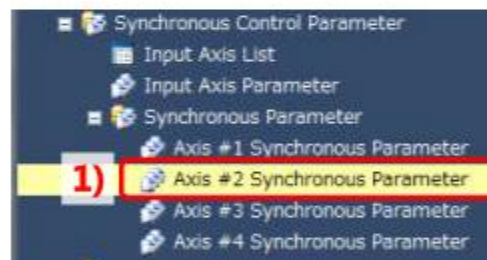 Synchronous Control Parameter
Input Axis List
Input Axis Parameter
Synchronous Parameter
Axis #1 Synchronous Parameter
1) Axis #2 Synchronous Parameter
Axis #3 Synchronous Parameter
Axis #4 Synchronous Parameter